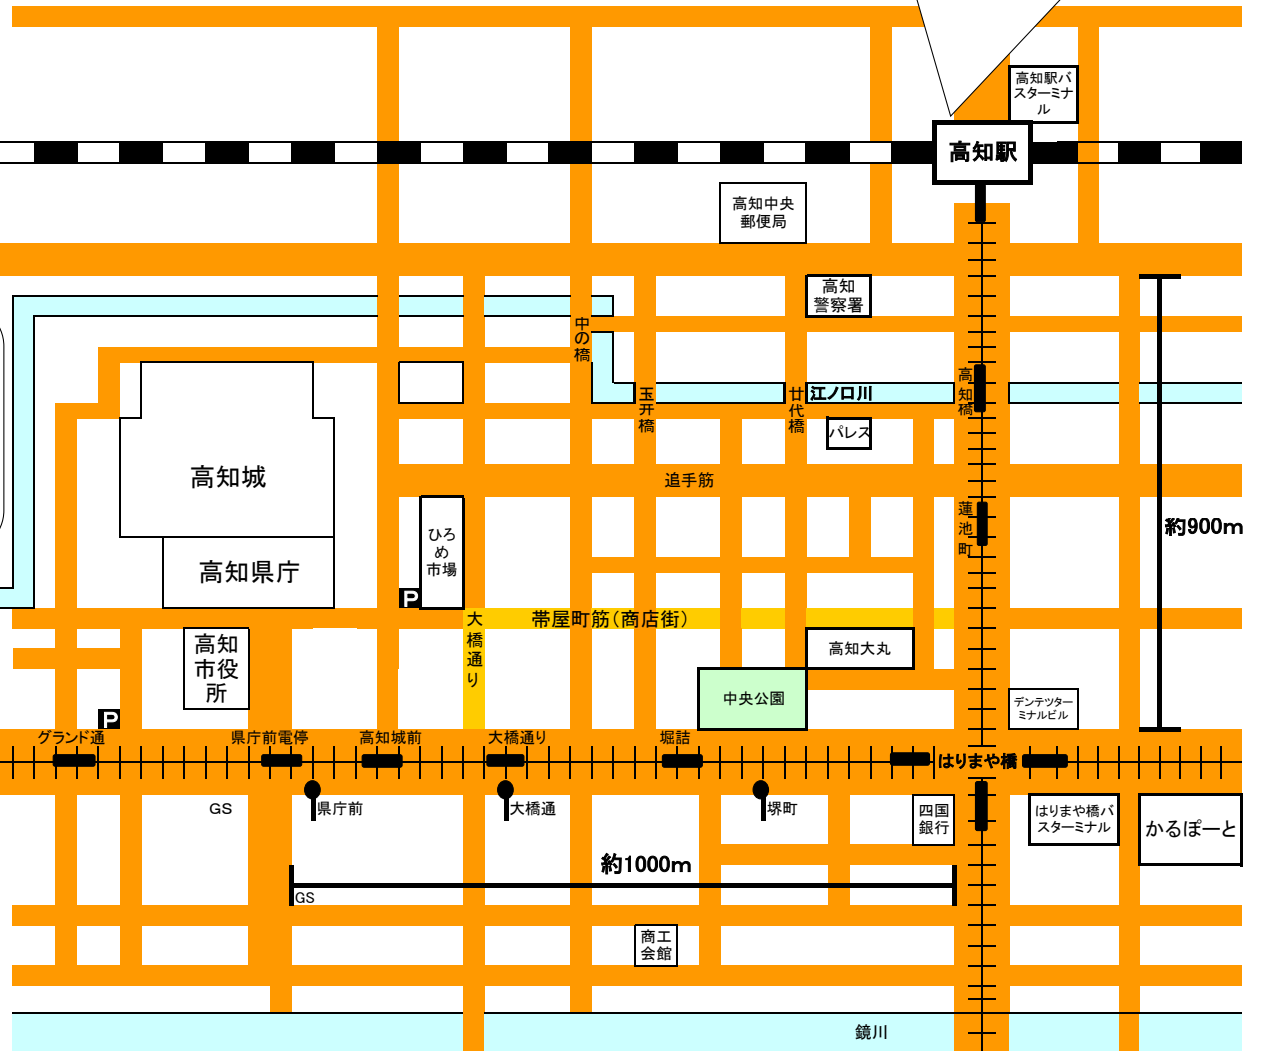 高知駅バ
スターミナ
ル
高知駅
高知中央
郵便局
高知
警察署
中の橋
玉井橋
廿代橋
江ノ口川
高知橋
パレス
高知城
追手筋
蓮池町
約900m
ひろ
め
市場
高知県庁
P
大橋通り
帯屋町筋(商店街)
高知
市役
所
高知大丸
中央公園
デンテツター
ミナルビル
P
グランド通
県庁前電停
高知城前
大橋通り
堀詰
はりまや橋
GS
県庁前
大橋通
堺町
四国
銀行
はりまや橋バ
スターミナル
かるぽーと
約1000m
GS
商工
会館
鏡川